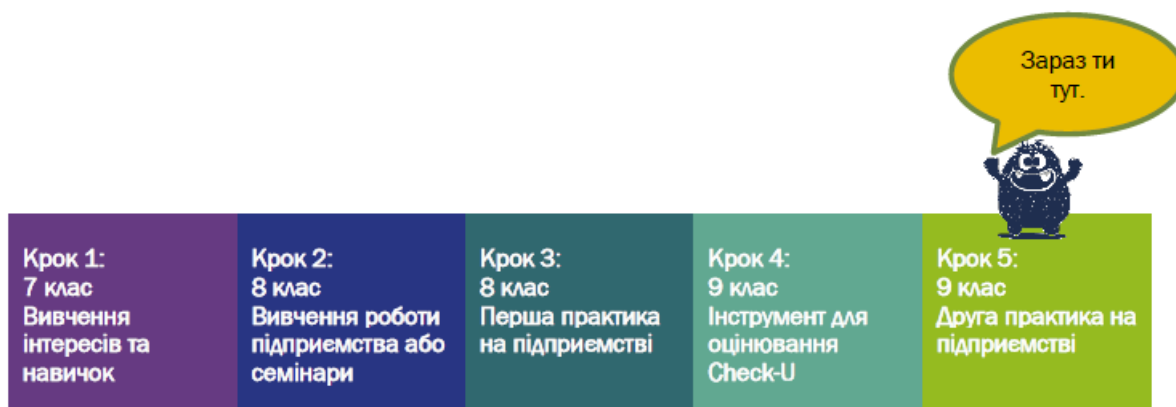 Зараз ти
тут.
Крок 1:
7 клас
Вивчення
інтересів та
навичок
Крок 2:
8 клас
Вивчення роботи
підприємства або
семінари
Крок 3:
8 клас
Перша практика
на підприємстві
Крок 4:
9 клас
Інструмент для
оцінювання
Check-U
Крок 5:
9 клас
Друга практика на
підприємстві